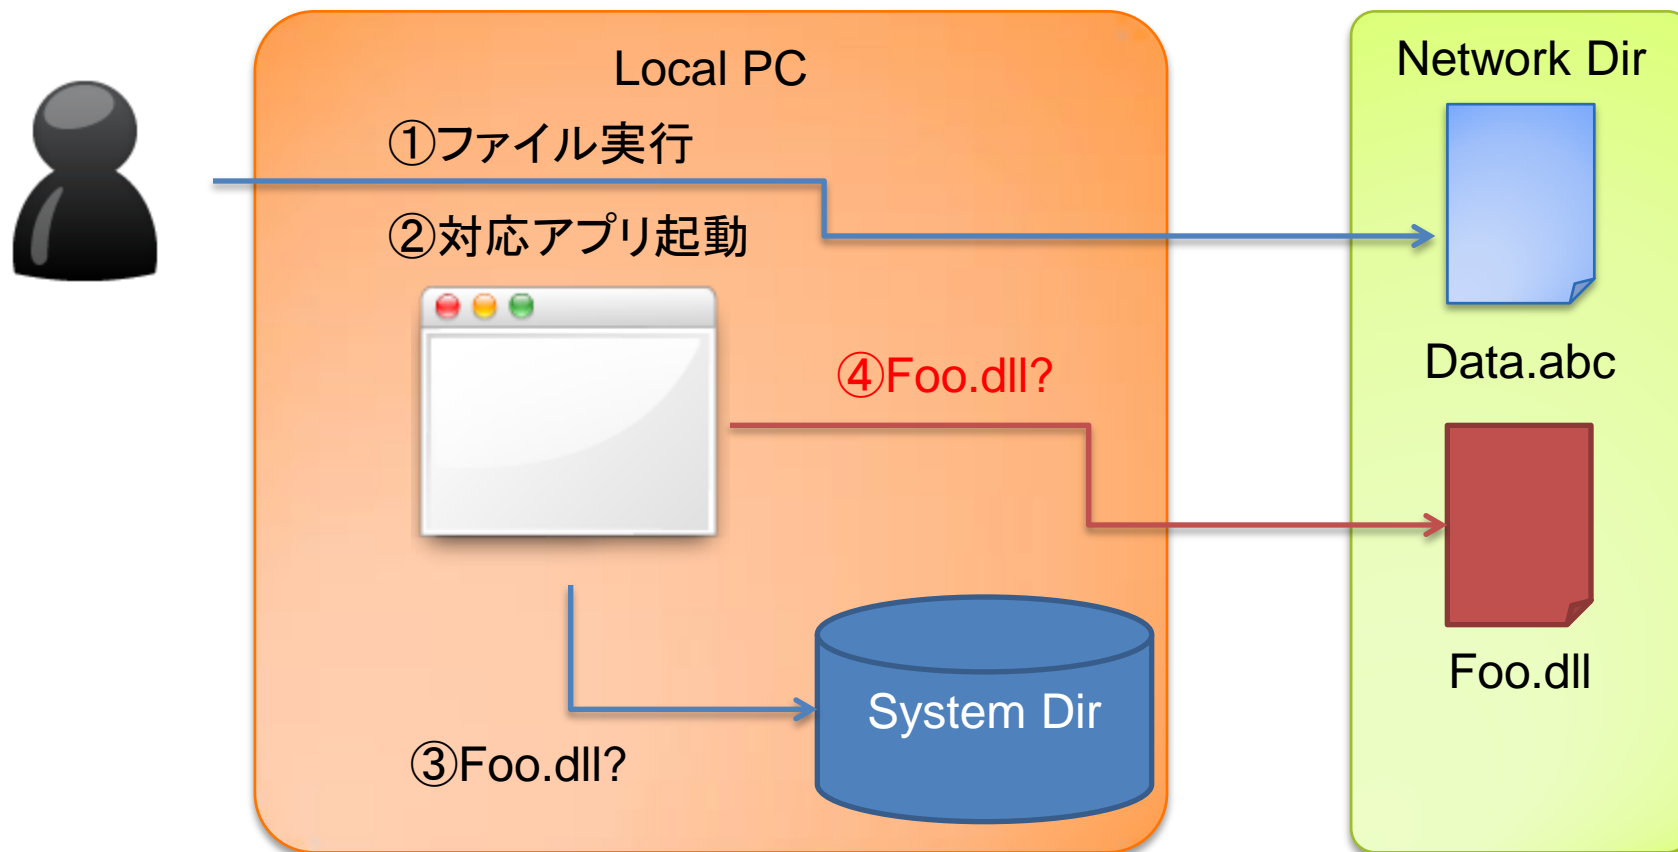 Local PC
Network Dir
①ファイル実行
②対応アプリ起動
④Foo.dll?
Data.abc
Foo.dll
System Dir
③Foo.dll?